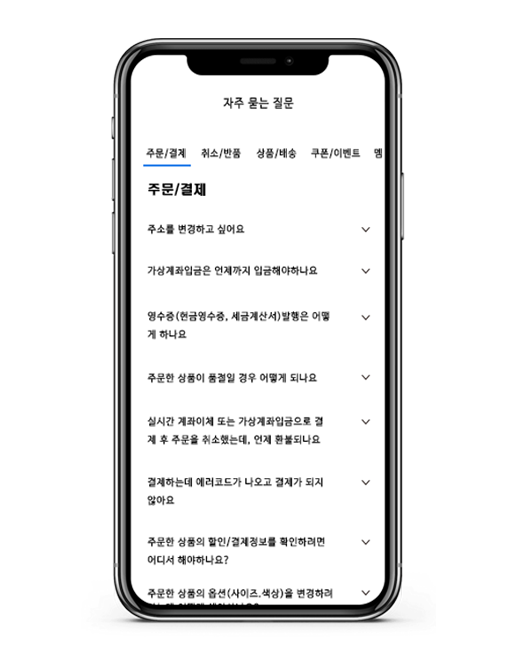 자주 묻는 질문
주문/결제 취소/반품 상품/배송 쿠폰/이벤트 멤
주문/결제
주소를 변경하고 싶어요
가상계좌입금은 언제까지 입금해야하나요
영수증(현금영수증, 세금계산서)발행은 어떻
게 하나요
주문한 상품이 품절일 경우 어떻게 되나요
실시간 계좌이체 또는 가상계좌입금으로 결
제 후 주문을 취소했는데, 언제 환불되나요
결제하는데 에러코드가 나오고 결제가 되지
않아요
주문한 상품의 할인/결제정보를 확인하려면
어디서 해야하나요?
주문한 상품의 옵션(사이즈.색상)을 변경하려